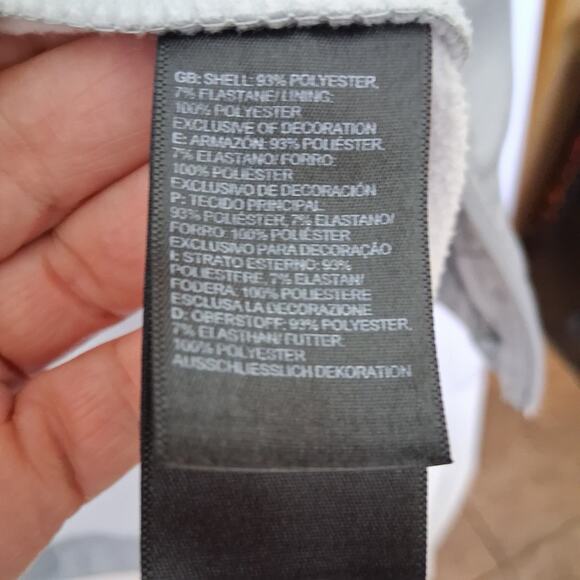 GB: SHELL: 93% POLYESTER,
7% ELASTANE/ LINING:
100% POLYESTER
EXCLUSIVE OF DECORATION
E: ARMAZÓN: 93% POLIÉSTER,
7% ELASTANO/ FORRO:
100% POLIÉSTER
EXCLUSIVO DE DECORACIÓN
P: TECIDO PRINCIPAL
93% POLIÉSTER, 7% ELASTANO/
FORRO: 100% POLIÉSTER
EXCLUSIVO PARA DECORAÇÃO
I: STRATO ESTERNO: 93%
POLIESTERE, 7% ELASTAN/
FODERA: 100% POLIESTERE
ESCLUSA LA DECORAZIONE
D: OBERSTOFF: 93% POLYESTER,
7% ELASTHAN/ FUTTER:
100% POLYESTER
AUSSCHLIESSLICH DEKORATION